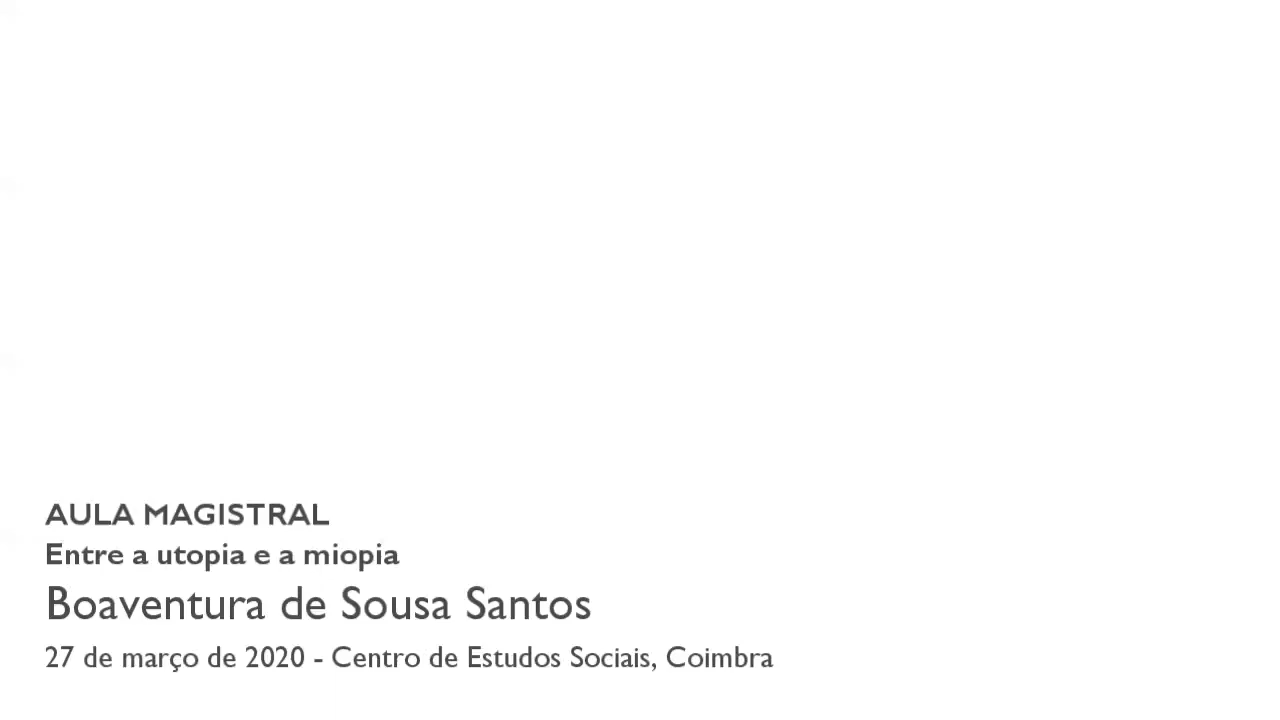 AULA MAGISTRAL
Entre a utopia e a miopia
Boaventura de Sousa Santos
27 de março de 2020 - Centro de Estudos Sociais, Coimbra